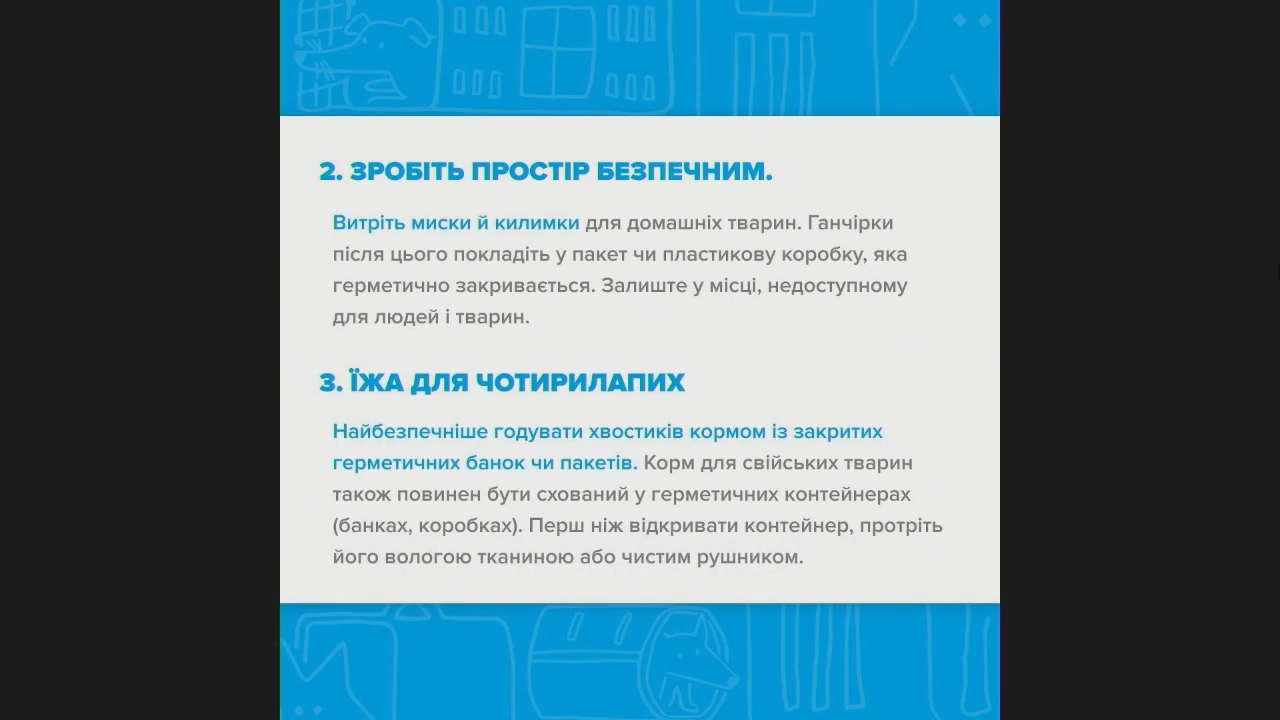 2. ЗРОБІТЬ ПРОСТІР БЕЗПЕЧНИМ.
Витріть миски й килимки для домашніх тварин. Ганчірки
після цього покладіть у пакет чи пластикову коробку, яка
герметично закривається. Залиште у місці, недоступному
для людей і тварин.
3. ЇЖА ДЛЯ ЧОТИРИЛАПИХ
Найбезпечніше годувати хвостиків кормом із закритих
герметичних банок чи пакетів. Корм для свійських тварин
також повинен бути схований у герметичних контейнерах
(банках, коробках). Перш ніж відкривати контейнер, протріть
його вологою тканиною або чистим рушником.